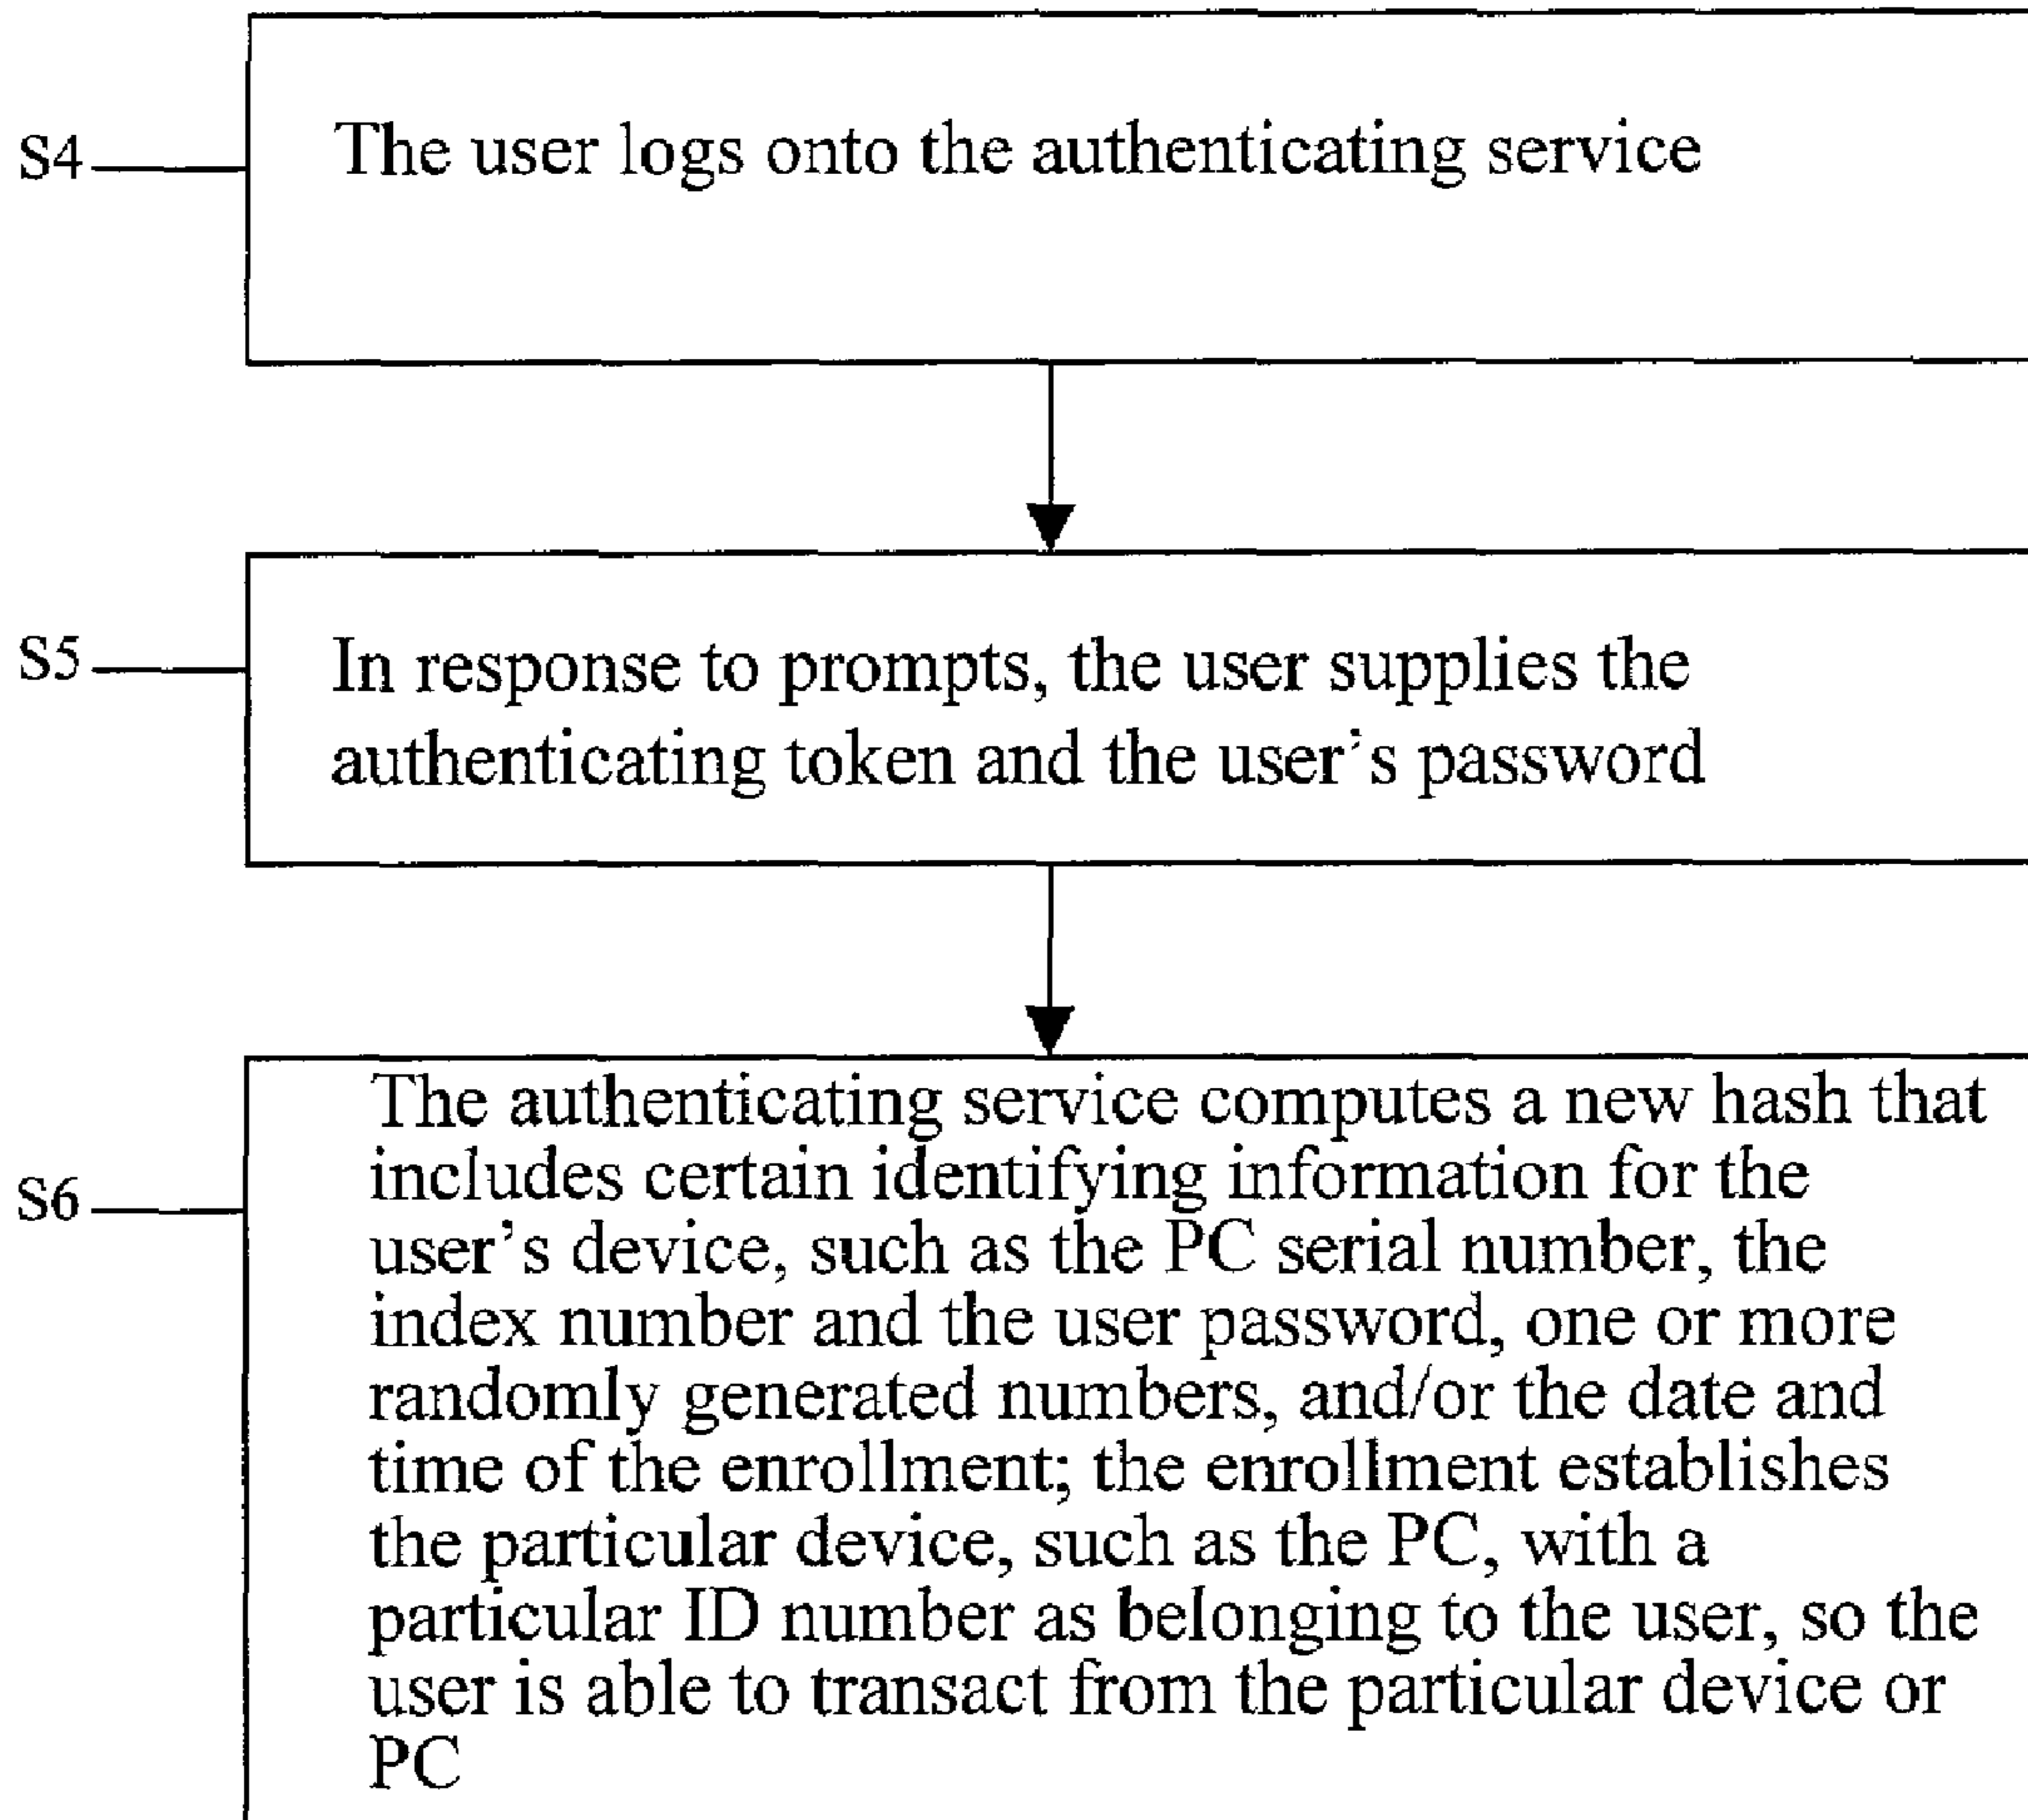 S4
The user logs onto the authenticating service
S5
In response to prompts, the user supplies the
authenticating token and the user's password
S6
The authenticating service computes a new hash that
includes certain identifying information for the
user's device, such as the PC serial number, the
index number and the user password, one or more
randomly generated numbers, and/or the date and
time of the enrollment; the enrollment establishes
the particular device, such as the PC, with a
particular ID number as belonging to the user, so the
user is able to transact from the particular device or
PC